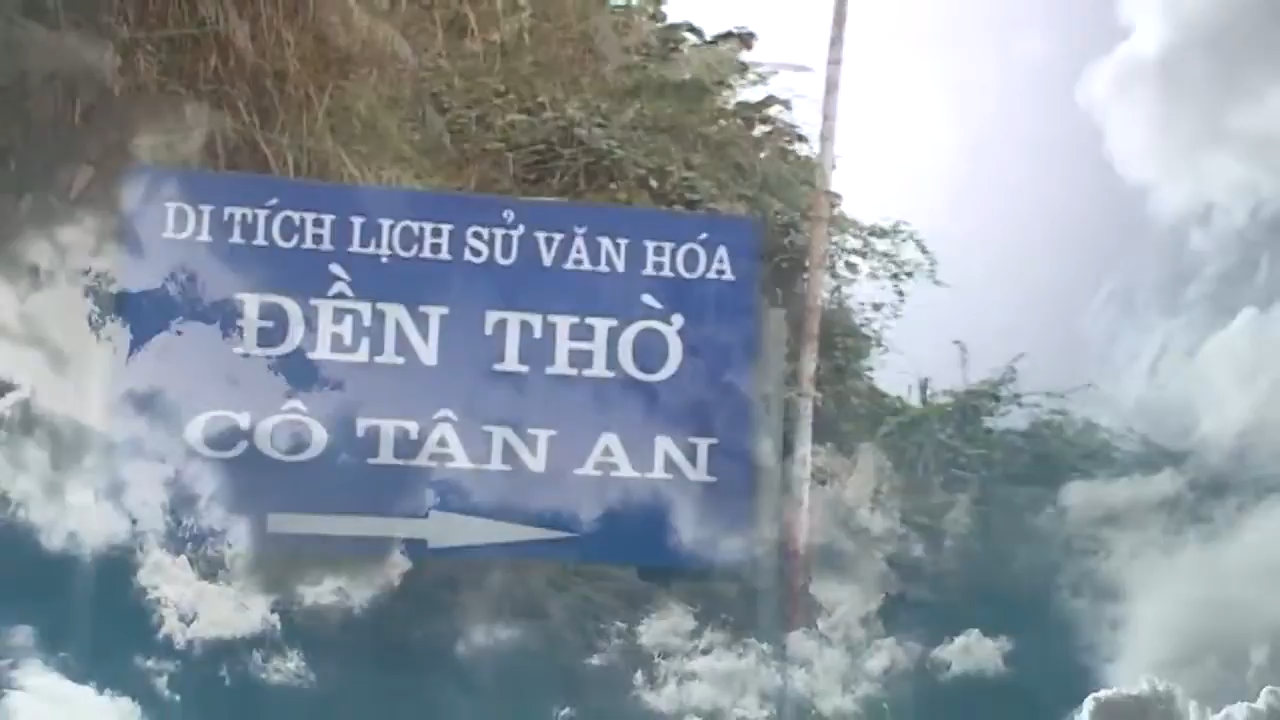 DI TÍCH LỊCH SỬ VĂN HÓA
ĐỀN THỜ
CÔ TÂN AN